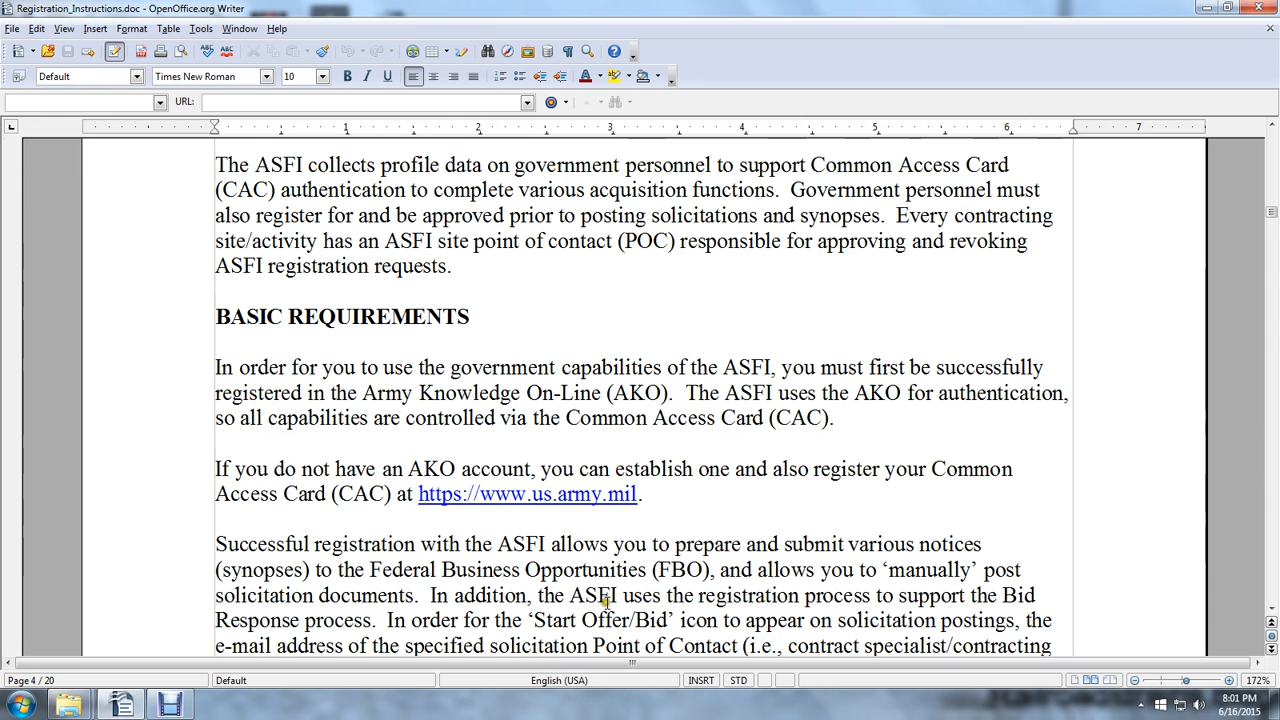 Registration_Instructions.doc - OpenOffice.org Writer
File Edit View Insert Format Table Tools Window Help
Default Times New Roman 10
URL:
1 2 3 4 5 6 7
The ASFI collects profile data on government personnel to support Common Access Card
(CAC) authentication to complete various acquisition functions.  Government personnel must
also register for and be approved prior to posting solicitations and synopses.  Every contracting
site/activity has an ASFI site point of contact (POC) responsible for approving and revoking
ASFI registration requests.
BASIC REQUIREMENTS
In order for you to use the government capabilities of the ASFI, you must first be successfully
registered in the Army Knowledge On-Line (AKO).  The ASFI uses the AKO for authentication,
so all capabilities are controlled via the Common Access Card (CAC).
If you do not have an AKO account, you can establish one and also register your Common
Access Card (CAC) at https://www.us.army.mil.
Successful registration with the ASFI allows you to prepare and submit various notices
(synopses) to the Federal Business Opportunities (FBO), and allows you to ‘manually’ post
solicitation documents.  In addition, the ASFI uses the registration process to support the Bid
Response process.  In order for the ‘Start Offer/Bid’ icon to appear on solicitation postings, the
e-mail address of the specified solicitation Point of Contact (i.e., contract specialist/contracting
Page 4 / 20 Default English (USA) INSRT STD 172%
8:01 PM
6/16/2015